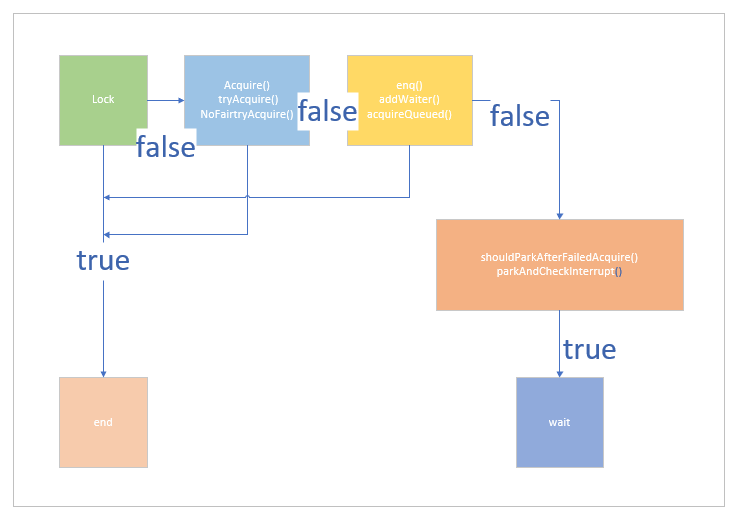 Lock
false
Acquire()
tryAcquire()
NoFairtryAcquire()
false
enq()
addWaiter()
acquireQueued()
false
true
shouldParkAfterFailedAcquire()
parkAndCheckInterrupt()
true
end
wait